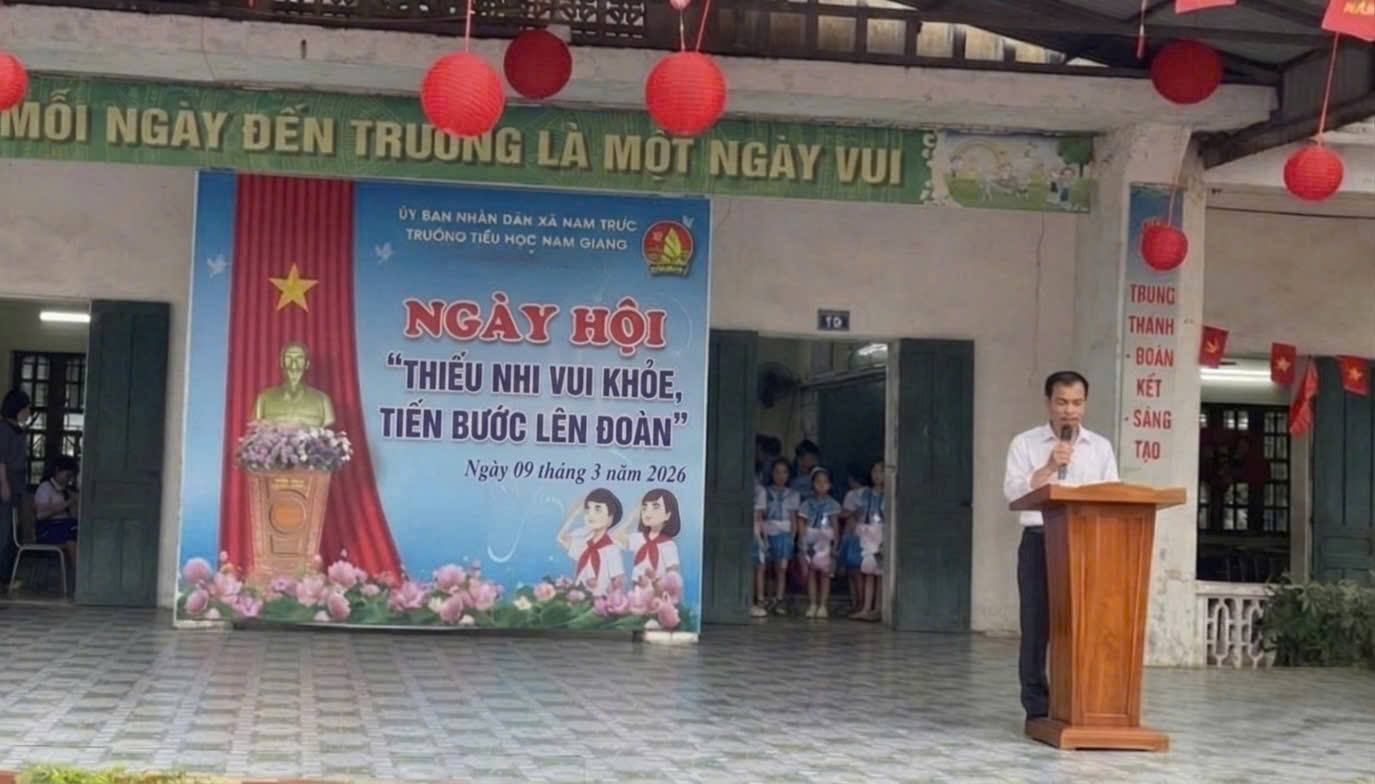 MỖI NGÀY ĐẾN TRƯỜNG LÀ MỘT NGÀY VUI
ỦY BAN NHÂN DÂN XÃ NAM TRỰC
TRƯỜNG TIỂU HỌC NAM GIANG
NGÀY HỘI
“THIẾU NHI VUI KHỎE,
TIẾN BƯỚC LÊN ĐOÀN”
Ngày 09 tháng 3 năm 2026
10
TRUNG
THÀNH
- ĐOÀN
KẾT
- SÁNG
TẠO